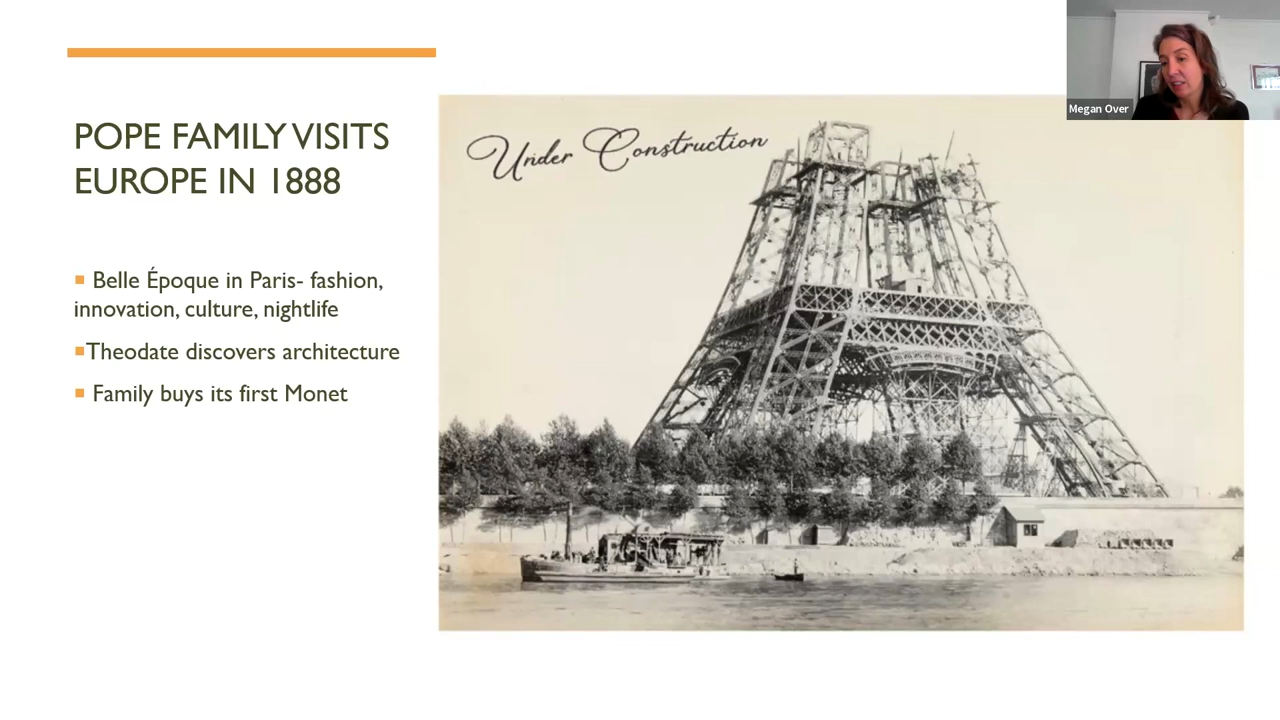 POPE FAMILY VISITS
EUROPE IN 1888
Belle Époque in Paris- fashion,
innovation, culture, nightlife
Theodate discovers architecture
Family buys its first Monet
Under Construction
Megan Over